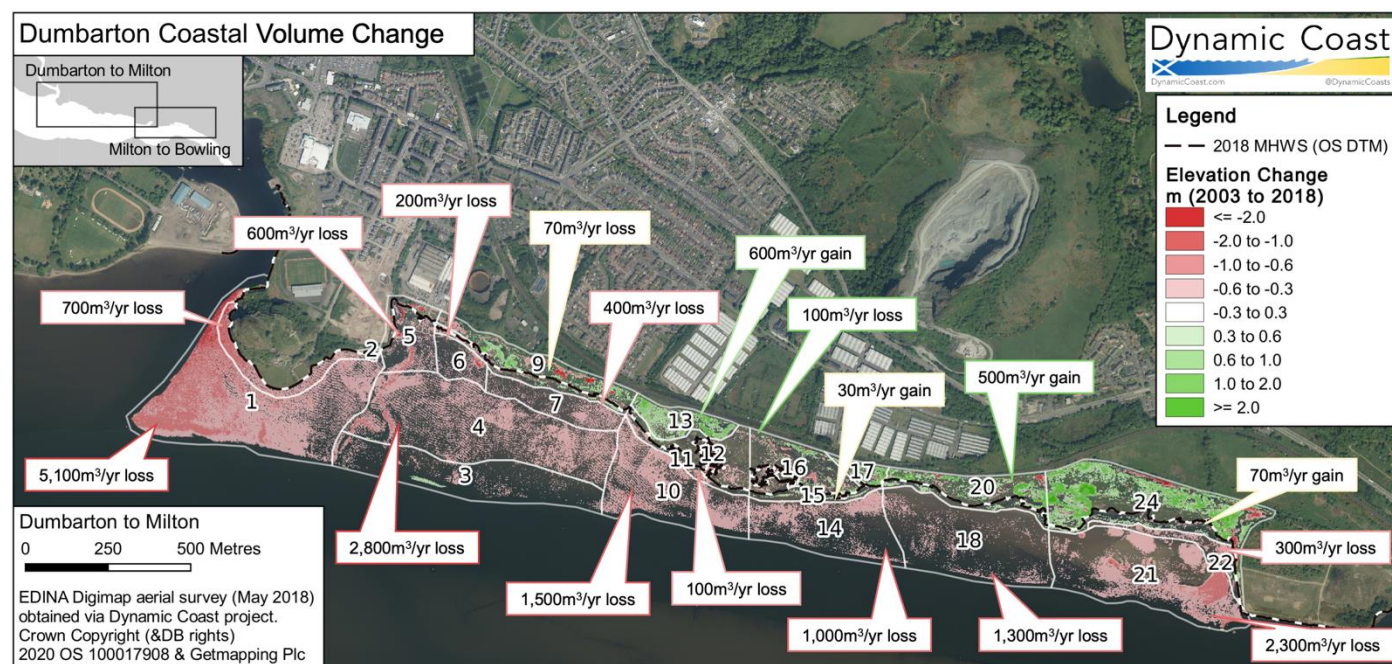 Dumbarton Coastal Volume Change
Dumbarton to Milton
Milton to Bowling
Dynamic Coast
DynamicCoast.com
@DynamicCoasts
Legend
2018 MHWS (OS DTM)
Elevation Change
m (2003 to 2018)
<= -2.0
-2.0 to -1.0
-1.0 to -0.6
-0.6 to -0.3
-0.3 to 0.3
0.3 to 0.6
0.6 to 1.0
1.0 to 2.0
>= 2.0
200m³/yr loss
600m³/yr loss
70m³/yr loss
600m³/yr gain
700m³/yr loss
400m³/yr loss
100m³/yr loss
30m³/yr gain
500m³/yr gain
2
5
6
9
7
1
4
3
13
12
11
10
16
15
17
14
20
18
24
21
22
70m³/yr gain
300m³/yr loss
5,100m³/yr loss
2,800m³/yr loss
1,500m³/yr loss
100m³/yr loss
1,000m³/yr loss
1,300m³/yr loss
2,300m³/yr loss
Dumbarton to Milton
0 250 500 Metres
EDINA Digimap aerial survey (May 2018)
obtained via Dynamic Coast project.
Crown Copyright (&DB rights)
2020 OS 100017908 & Getmapping Plc